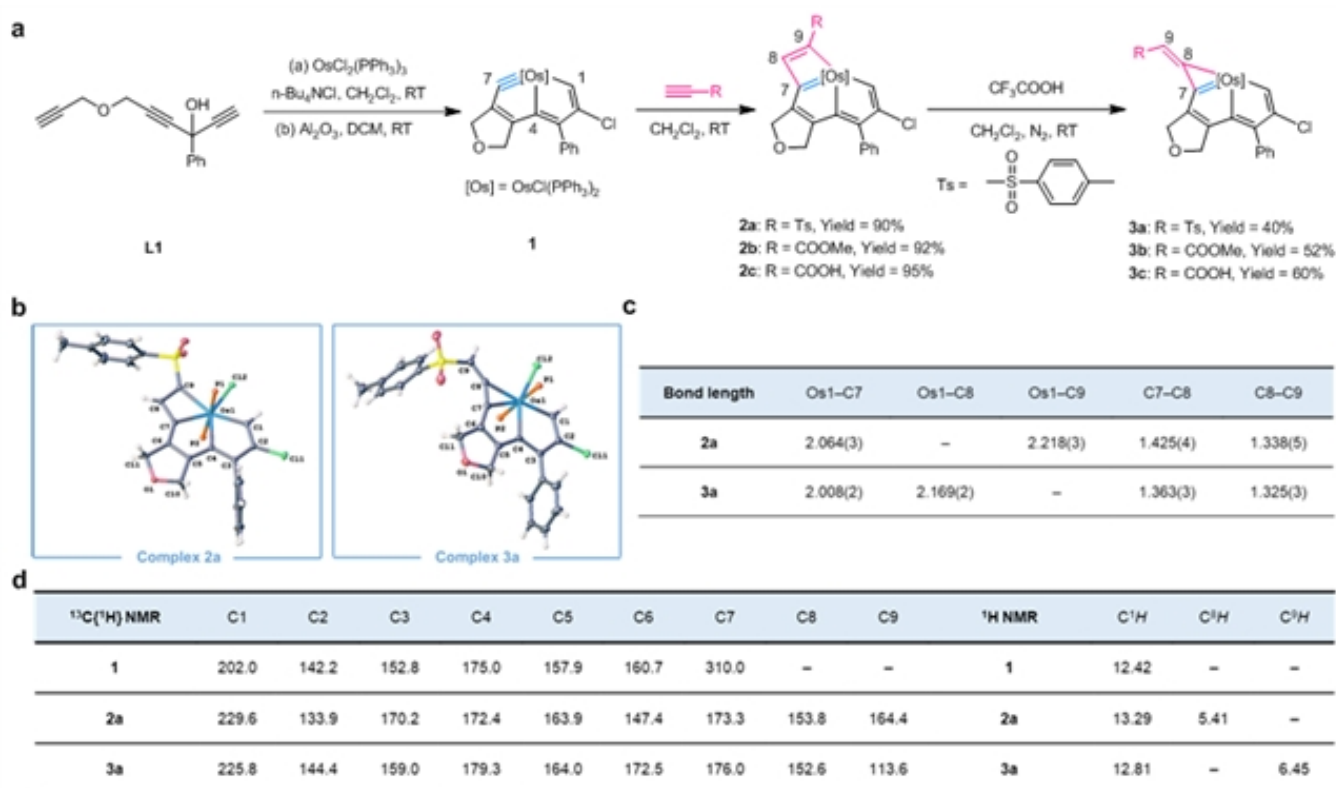 a
(a) OsCl2(PPh3)3
n-Bu4NCl, CH2Cl2, RT
(b) Al2O3, DCM, RT
OH
O
Ph
L1
7 [Os] 1
4
Cl
O
Ph
[Os] = OsCl(PPh3)2
1
R
CH2Cl2, RT
R
9
8
[Os]
7
Cl
O
Ph
2a: R = Ts, Yield = 90%
2b: R = COOMe, Yield = 92%
2c: R = COOH, Yield = 95%
CF3COOH
CH2Cl2, N2, RT
Ts =
O
S
O
9
R
8
[Os]
7
Cl
O
Ph
3a: R = Ts, Yield = 40%
3b: R = COOMe, Yield = 52%
3c: R = COOH, Yield = 60%
b
Complex 2a
Complex 3a
c
Bond length Os1–C7 Os1–C8 Os1–C9 C7–C8 C8–C9
2a 2.064(3) – 2.218(3) 1.425(4) 1.338(5)
3a 2.008(2) 2.169(2) – 1.363(3) 1.325(3)
d
13C{1H} NMR C1 C2 C3 C4 C5 C6 C7 C8 C9 1H NMR C1H C8H C9H
1 202.0 142.2 152.8 175.0 157.9 160.7 310.0 – – 1 12.42 – –
2a 229.6 133.9 170.2 172.4 163.9 147.4 173.3 153.8 164.4 2a 13.29 5.41 –
3a 225.8 144.4 159.0 179.3 164.0 172.5 176.0 152.6 113.6 3a 12.81 – 6.45